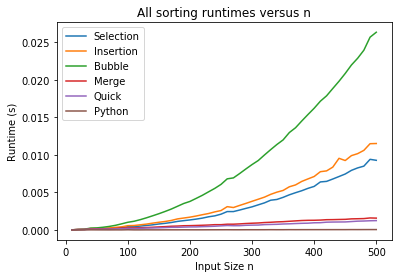 All sorting runtimes versus n
Selection
Insertion
Bubble
Merge
Quick
Python
Runtime (s)
0.025
0.020
0.015
0.010
0.005
0.000
0
100
200
300
400
500
Input Size n